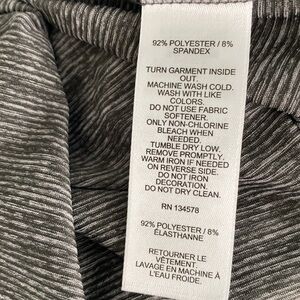 92% POLYESTER / 8%
SPANDEX
TURN GARMENT INSIDE
OUT.
MACHINE WASH COLD.
WASH WITH LIKE
COLORS.
DO NOT USE FABRIC
SOFTENER.
ONLY NON-CHLORINE
BLEACH WHEN
NEEDED.
TUMBLE DRY LOW.
REMOVE PROMPTLY.
WARM IRON IF NEEDED
ON REVERSE SIDE.
DO NOT IRON
DECORATION.
DO NOT DRY CLEAN.
RN 134578
92% POLYESTER / 8%
ÉLASTHANNE
RETOURNER LE
VÊTEMENT.
LAVAGE EN MACHINE À
L'EAU FROIDE.